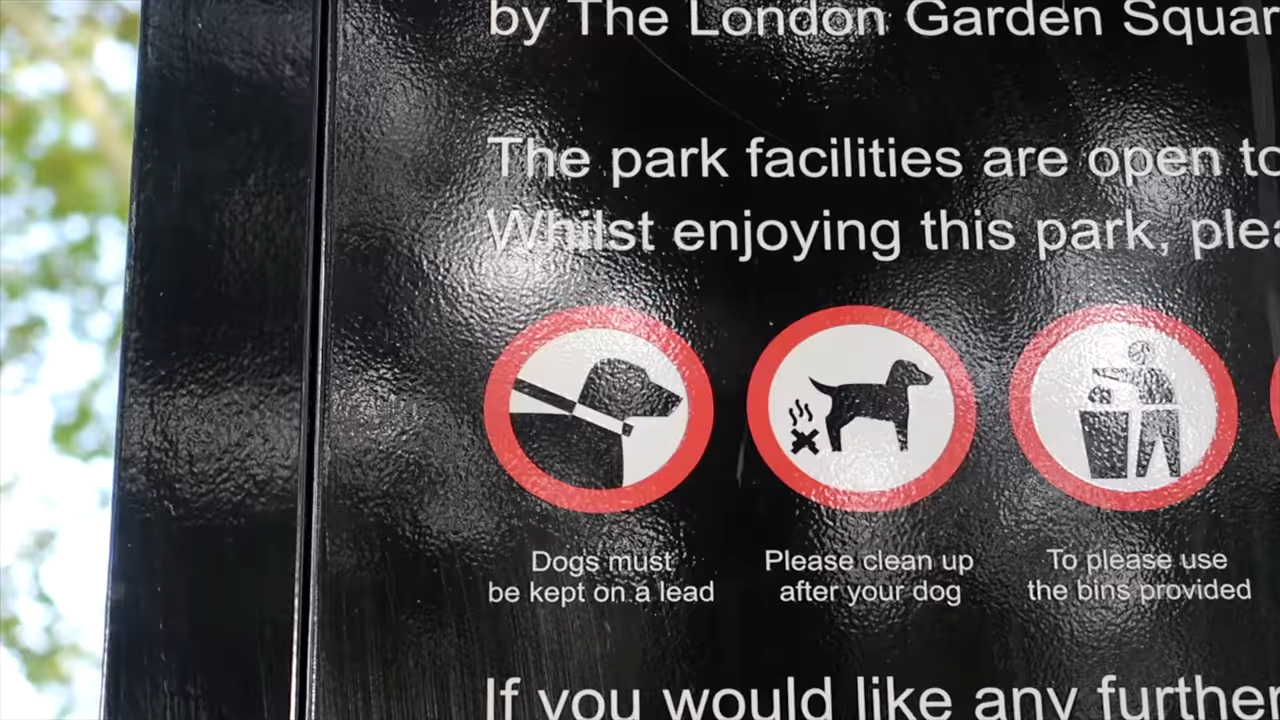 by The London Garden Squar
The park facilities are open to
Whilst enjoying this park, plea
Dogs must
be kept on a lead
Please clean up
after your dog
To please use
the bins provided
If you would like any further